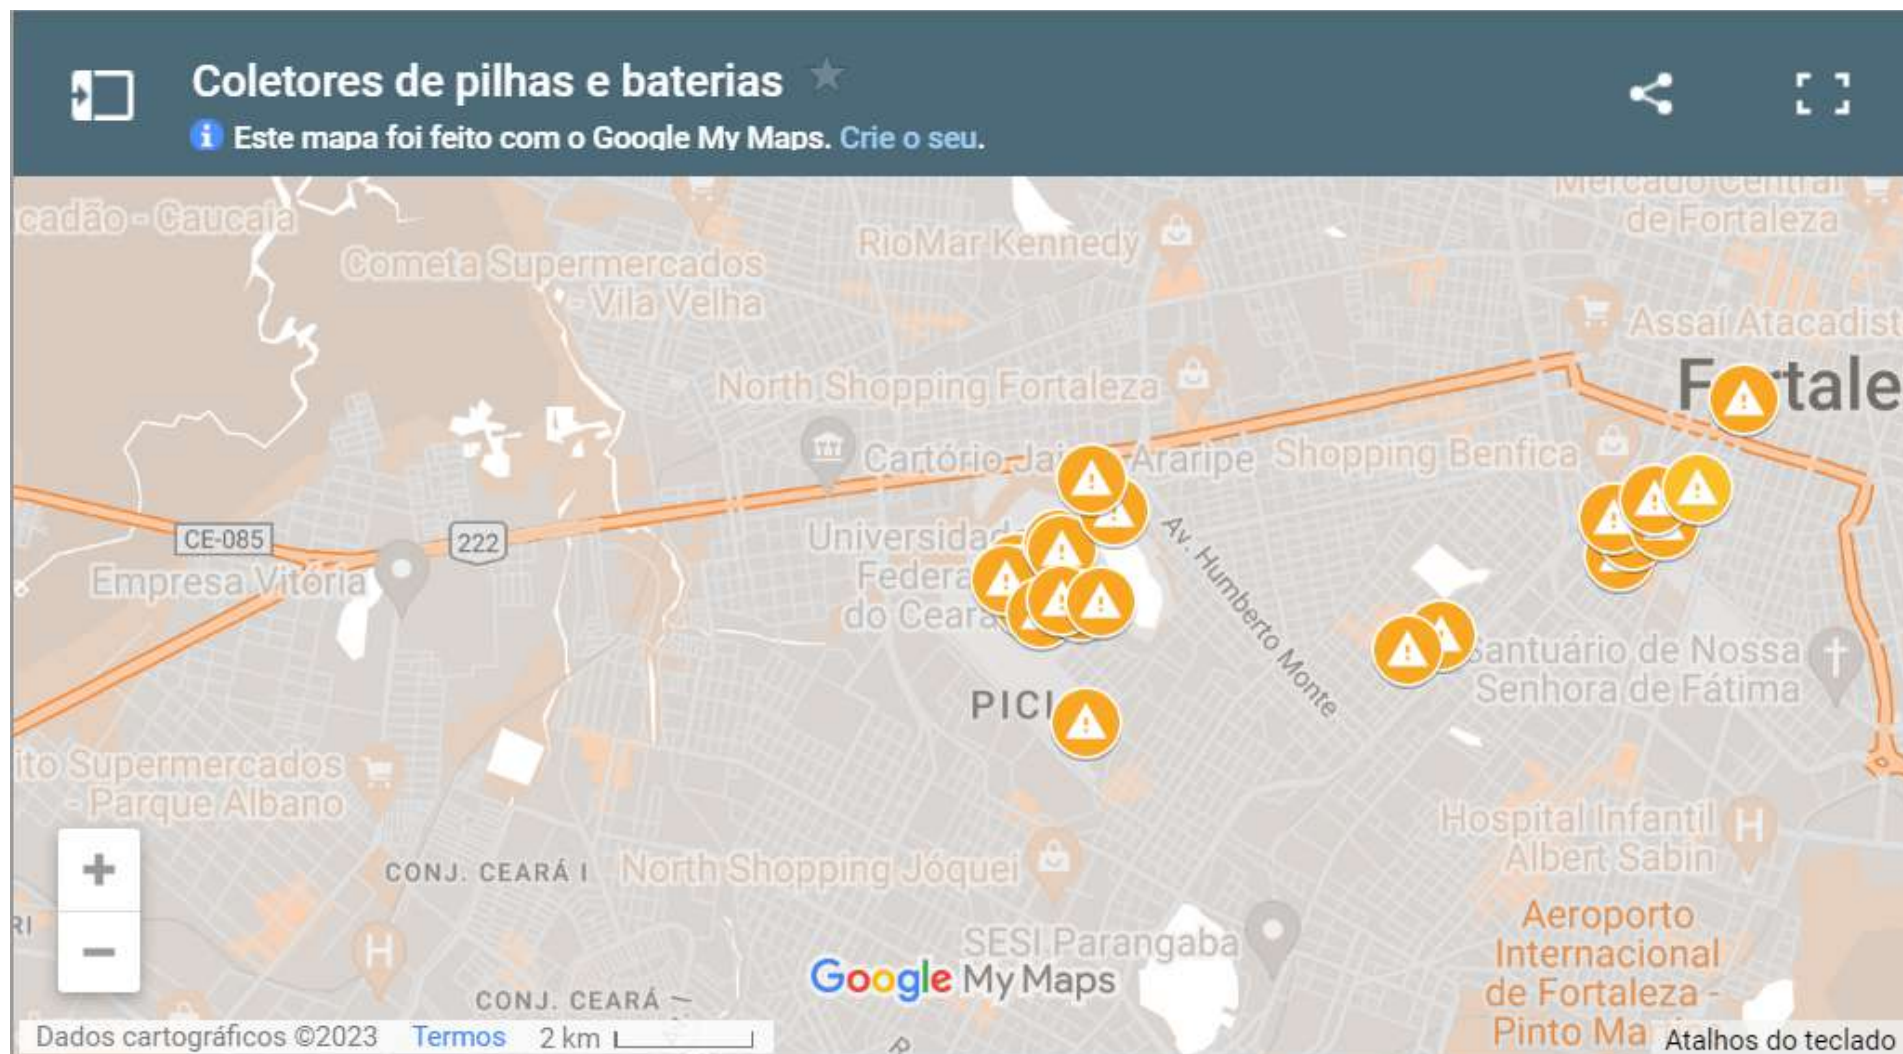 Coletores de pilhas e baterias
Este mapa foi feito com o Google My Maps. Crie o seu.
cadão - Caucaia
Mercado Central
de Fortaleza
RioMar Kennedy
Cometa Supermercados
- Vila Velha
Assaí Atacadist
North Shopping Fortaleza
F tale
Cartório Ja Araripe
Shopping Benfica
CE-085
222
Universidad
Federa
do Ceará
Av. Humberto Monte
Empresa Vitória
Santuário de Nossa
Senhora de Fátima
PICI
ito Supermercados
- Parque Albano
Hospital Infantil
Albert Sabin
H
CONJ. CEARÁ I
North Shopping Jóquei
+
RI
Aeroporto
Internacional
de Fortaleza -
Pinto Ma
H
SESI Parangaba
−
Google My Maps
CONJ. CEARÁ
Dados cartográficos ©2023 Termos 2 km
Atalhos do teclado